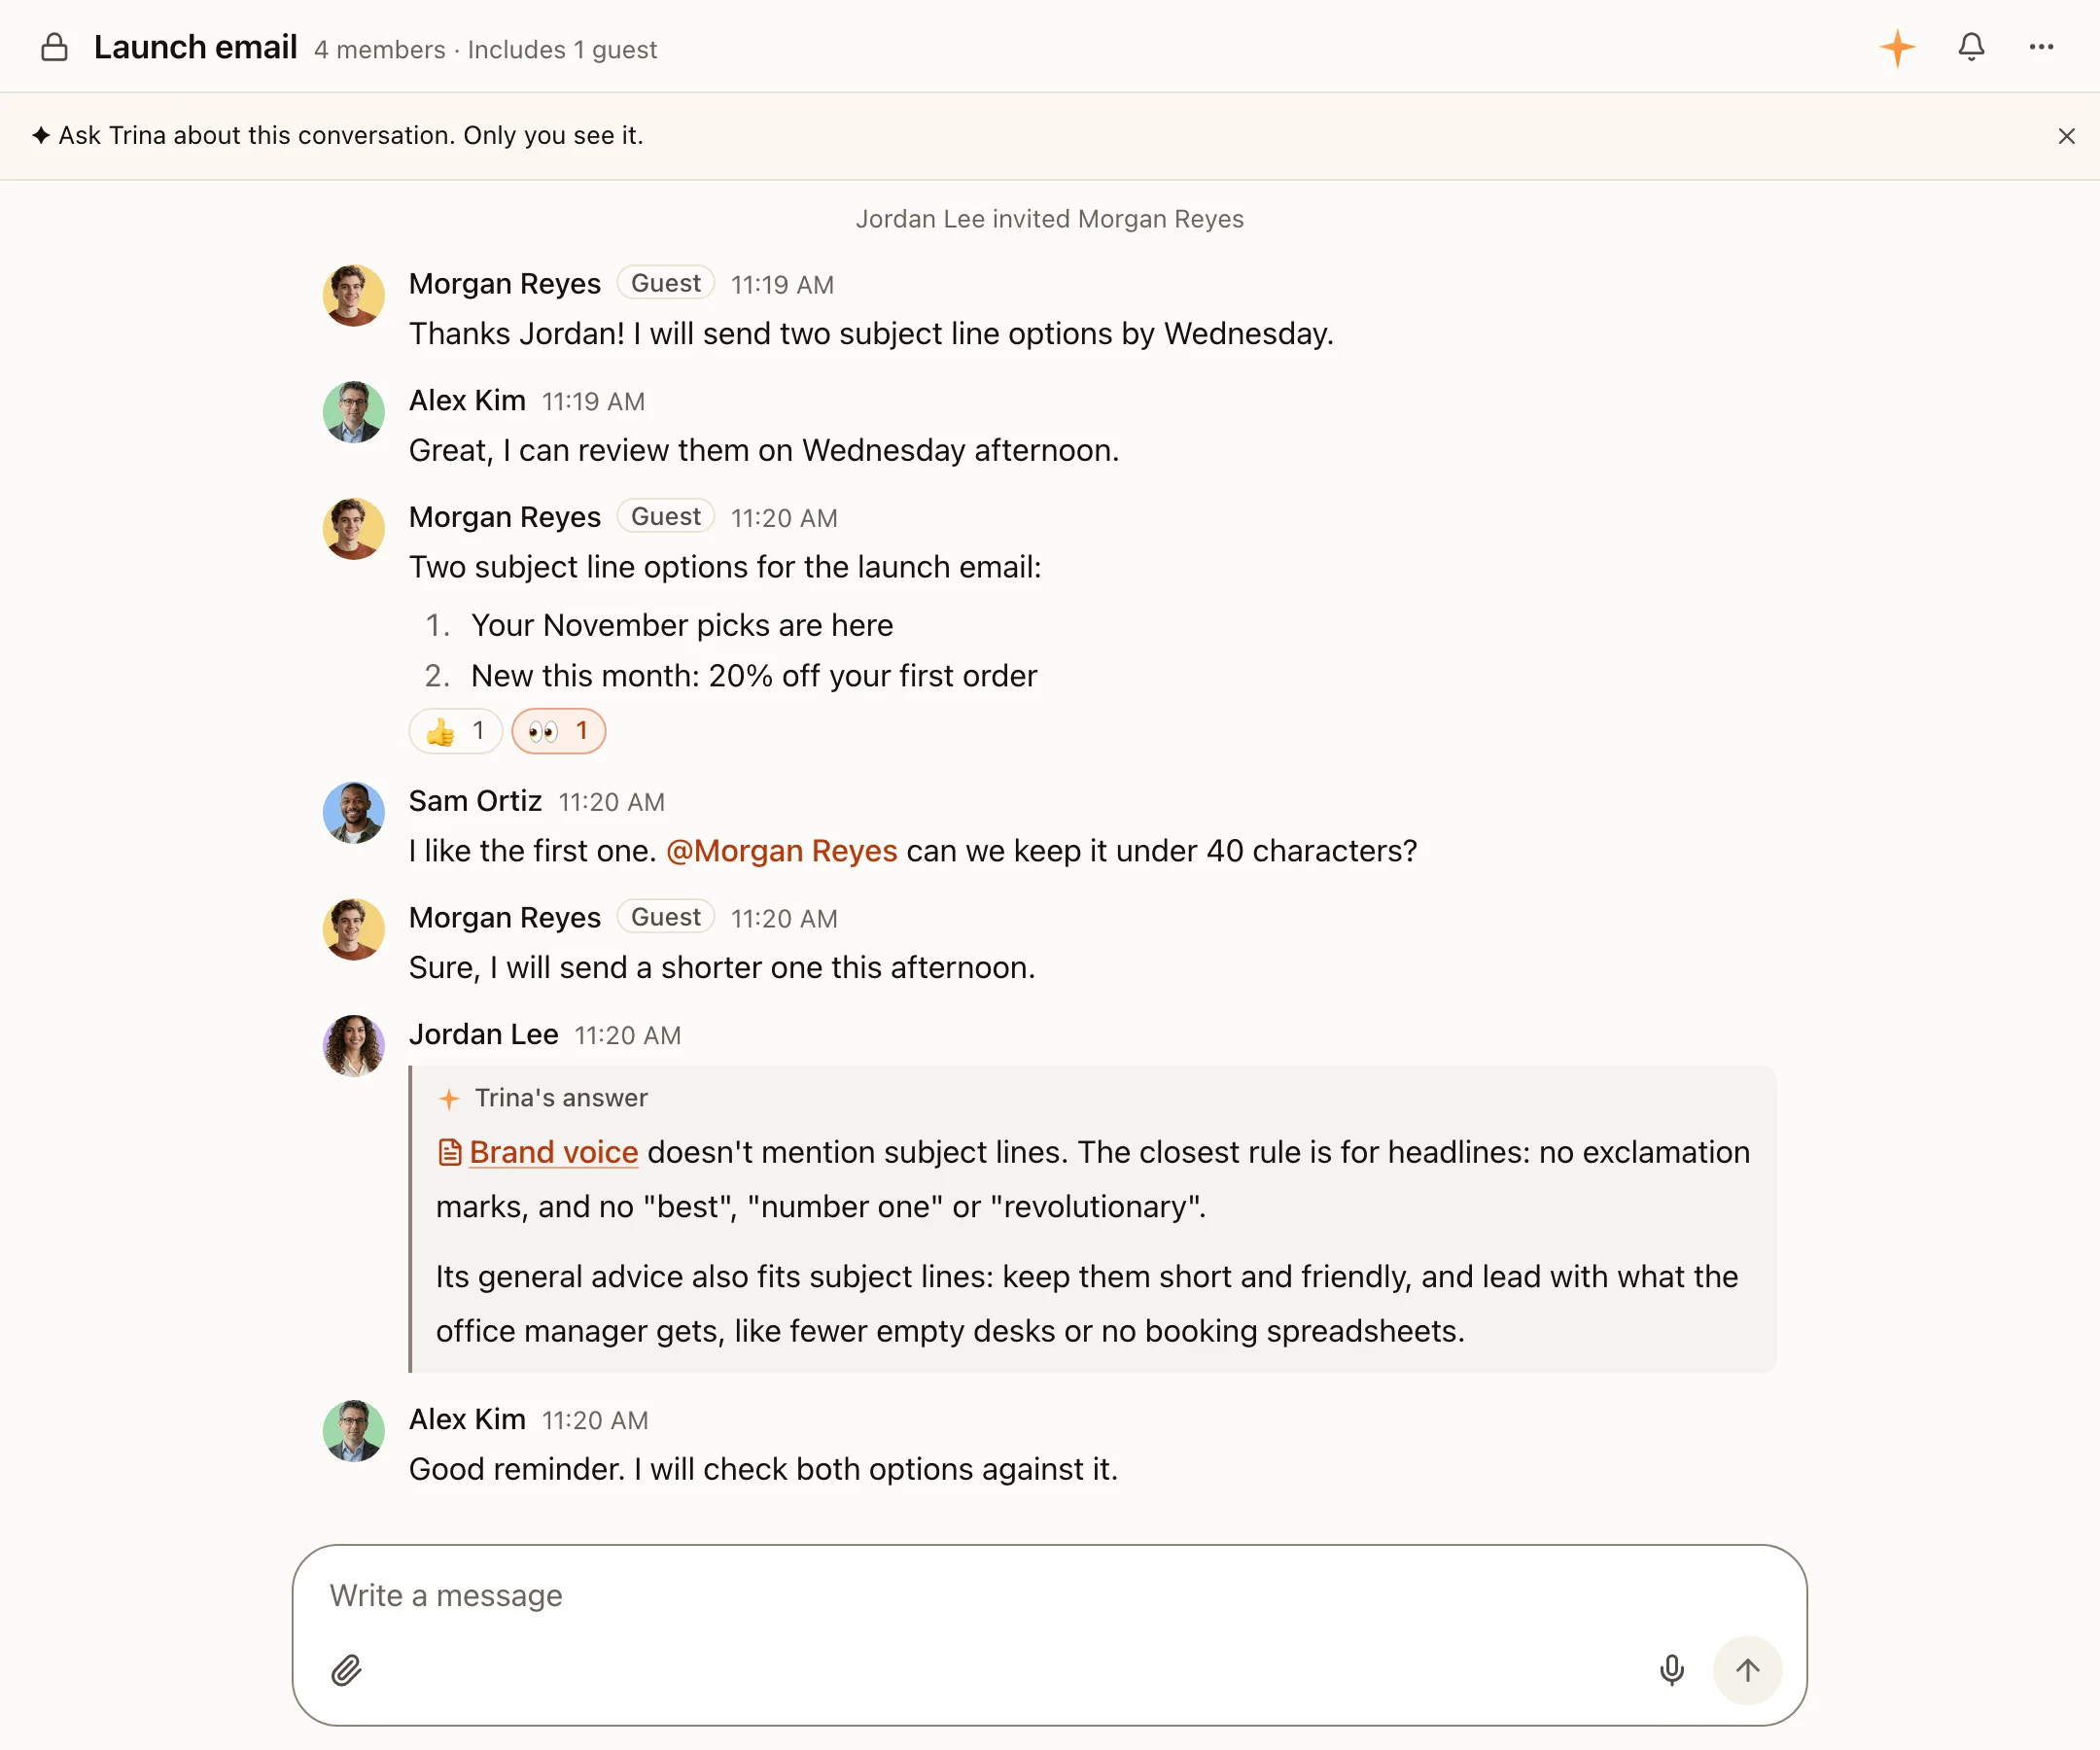 Launch email 4 members · Includes 1 guest
Ask Trina about this conversation. Only you see it.
Jordan Lee invited Morgan Reyes
Morgan Reyes Guest 11:19 AM
Thanks Jordan! I will send two subject line options by Wednesday.
Alex Kim 11:19 AM
Great, I can review them on Wednesday afternoon.
Morgan Reyes Guest 11:20 AM
Two subject line options for the launch email:
1. Your November picks are here
2. New this month: 20% off your first order
👍 1 👀 1
Sam Ortiz 11:20 AM
I like the first one. @Morgan Reyes can we keep it under 40 characters?
Morgan Reyes Guest 11:20 AM
Sure, I will send a shorter one this afternoon.
Jordan Lee 11:20 AM
Trina's answer
Brand voice doesn't mention subject lines. The closest rule is for headlines: no exclamation
marks, and no "best", "number one" or "revolutionary".
Its general advice also fits subject lines: keep them short and friendly, and lead with what the
office manager gets, like fewer empty desks or no booking spreadsheets.
Alex Kim 11:20 AM
Good reminder. I will check both options against it.
Write a message